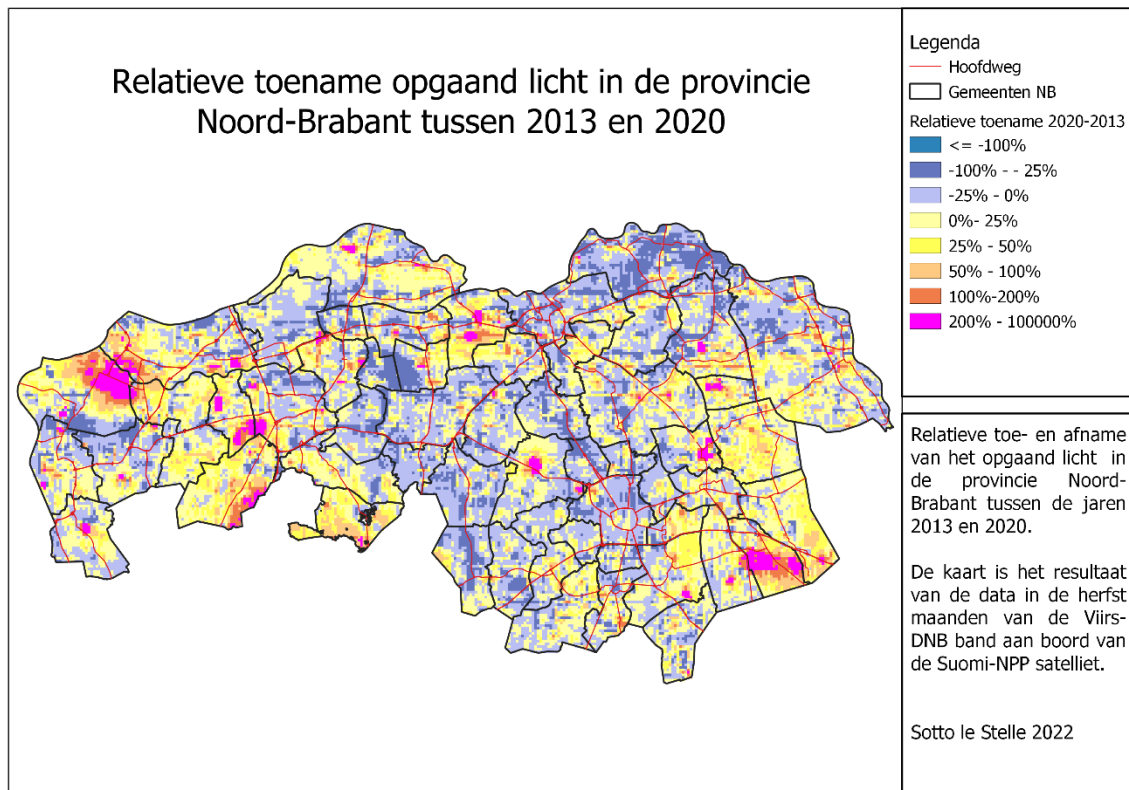 Relatieve toename opgaand licht in de provincie
Noord-Brabant tussen 2013 en 2020
Legenda
Hoofdweg
Gemeenten NB
Relatieve toename 2020-2013
<= -100%
-100% - - 25%
-25% - 0%
0%- 25%
25% - 50%
50% - 100%
100%-200%
200% - 100000%
Relatieve toe- en afname
van het opgaand licht in
de provincie Noord-
Brabant tussen de jaren
2013 en 2020.
De kaart is het resultaat
van de data in de herfst
maanden van de Viirs-
DNB band aan boord van
de Suomi-NPP satelliet.
Sotto le Stelle 2022